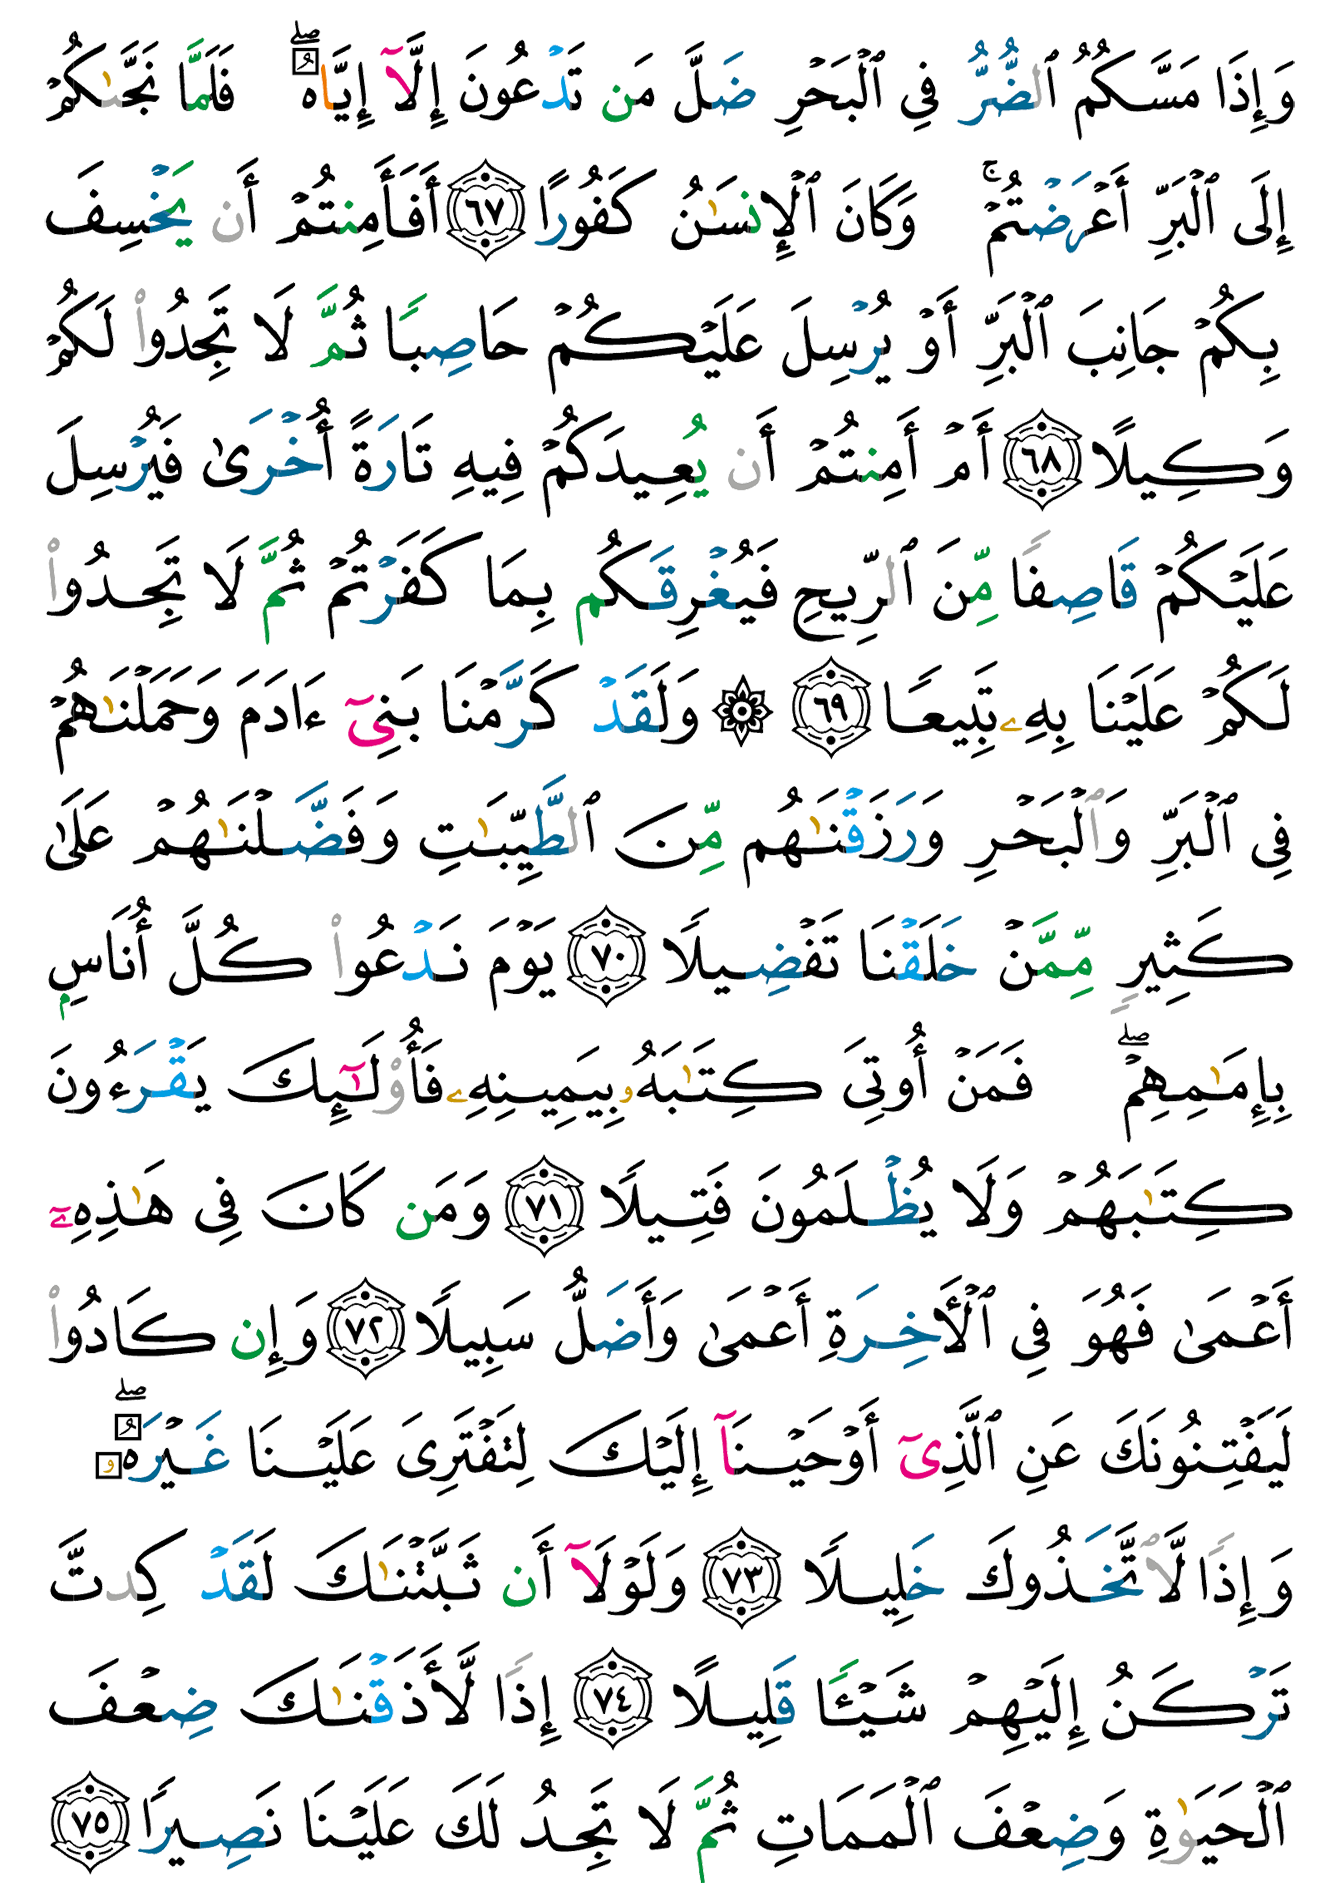 وَإِذَا مَسَّكُمُ ٱلضُّرُّ فِي ٱلْبَحْرِ ضَلَّ مَن تَدْعُونَ إِلَّآ إِيَّاهُۖ فَلَمَّا نَجَّىٰكُمْ
إِلَى ٱلْبَرِّ أَعْرَضْتُمْۚ وَكَانَ ٱلْإِنسَٰنُ كَفُورًا ٦٧ أَفَأَمِنتُمْ أَن يَخْسِفَ
بِكُمْ جَانِبَ ٱلْبَرِّ أَوْ يُرْسِلَ عَلَيْكُمْ حَاصِبًا ثُمَّ لَا تَجِدُوا۟ لَكُمْ
وَكِيلًا ٦٨ أَمْ أَمِنتُمْ أَن يُعِيدَكُمْ فِيهِ تَارَةً أُخْرَىٰ فَيُرْسِلَ
عَلَيْكُمْ قَاصِفًا مِّنَ ٱلرِّيحِ فَيُغْرِقَكُم بِمَا كَفَرْتُمْ ثُمَّ لَا تَجِدُوا۟
لَكُمْ عَلَيْنَا بِهِۦ تَبِيعًا ٦٩ ۞ وَلَقَدْ كَرَّمْنَا بَنِىٓ ءَادَمَ وَحَمَلْنَٰهُمْ
فِي ٱلْبَرِّ وَٱلْبَحْرِ وَرَزَقْنَٰهُم مِّنَ ٱلطَّيِّبَٰتِ وَفَضَّلْنَٰهُمْ عَلَىٰ
كَثِيرٍ مِّمَّنْ خَلَقْنَا تَفْضِيلًا ٧٠ يَوْمَ نَدْعُوا۟ كُلَّ أُنَاسِۭ
بِإِمَٰمِهِمْۖ فَمَنْ أُوتِىَ كِتَٰبَهُۥ بِيَمِينِهِۦ فَأُو۟لَٰٓئِكَ يَقْرَءُونَ
كِتَٰبَهُمْ وَلَا يُظْلَمُونَ فَتِيلًا ٧١ وَمَن كَانَ فِى هَٰذِهِۦٓ
أَعْمَىٰ فَهُوَ فِي ٱلْأَخِرَةِ أَعْمَىٰ وَأَضَلُّ سَبِيلًا ٧٢ وَإِن كَادُوا۟
لَيَفْتِنُونَكَ عَنِ ٱلَّذِىٓ أَوْحَيْنَآ إِلَيْكَ لِتَفْتَرِىَ عَلَيْنَا غَيْرَهُۥۖ
وَإِذًا لَّٱتَّخَذُوكَ خَلِيلًا ٧٣ وَلَوْلَآ أَن ثَبَّتْنَٰكَ لَقَدْ كِدتَّ
تَرْكَنُ إِلَيْهِمْ شَيْـًٔا قَلِيلًا ٧٤ إِذًا لَّأَذَقْنَٰكَ ضِعْفَ
ٱلْحَيَوٰةِ وَضِعْفَ ٱلْمَمَاتِ ثُمَّ لَا تَجِدُ لَكَ عَلَيْنَا نَصِيرًا ٧٥